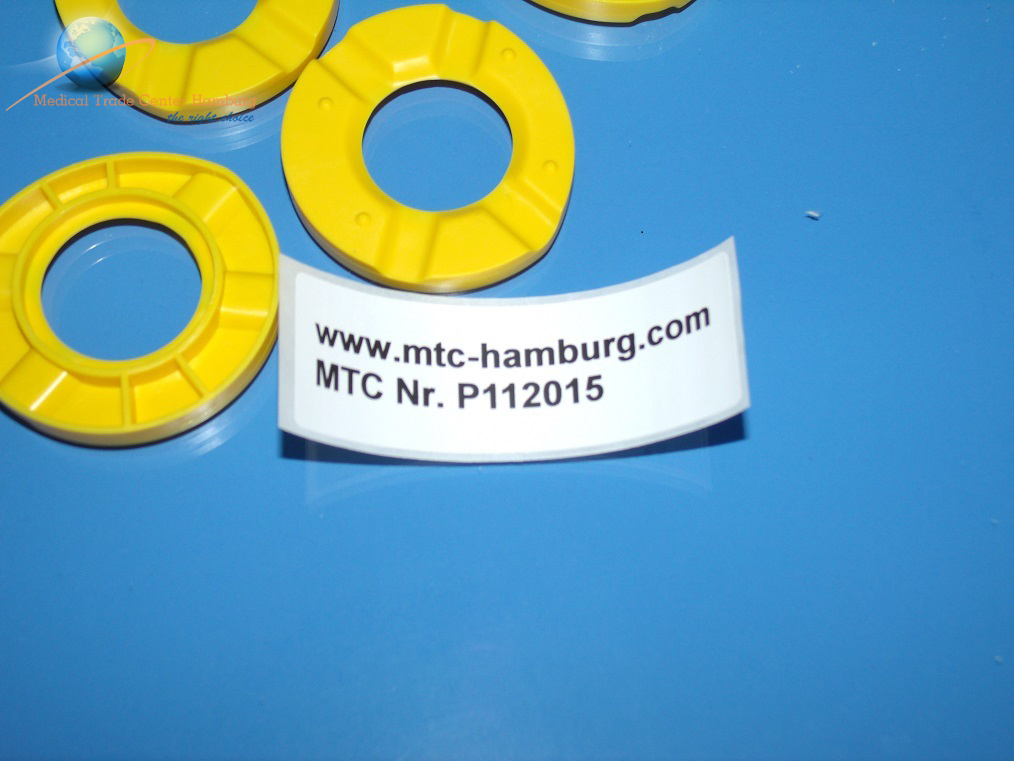 Medical Trade Center Hamburg
the right choice
www.mtc-hamburg.com
MTC Nr. P112015